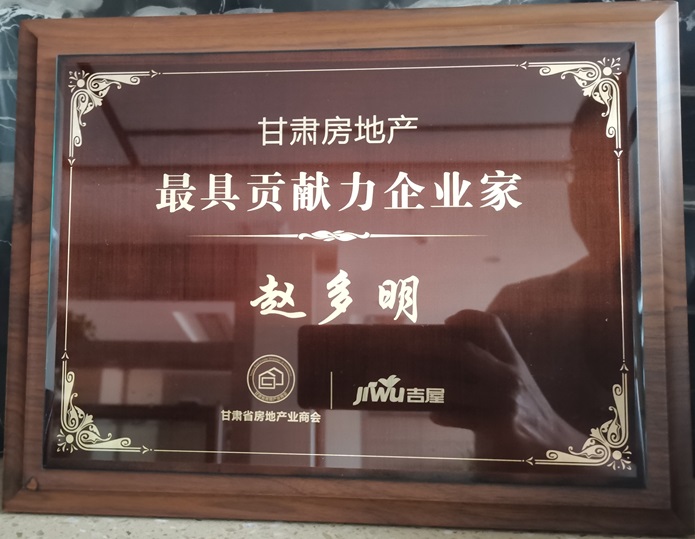 甘肃房地产
最具贡献力企业家
赵多明
甘肃省房地产业商会
JIWU吉屋